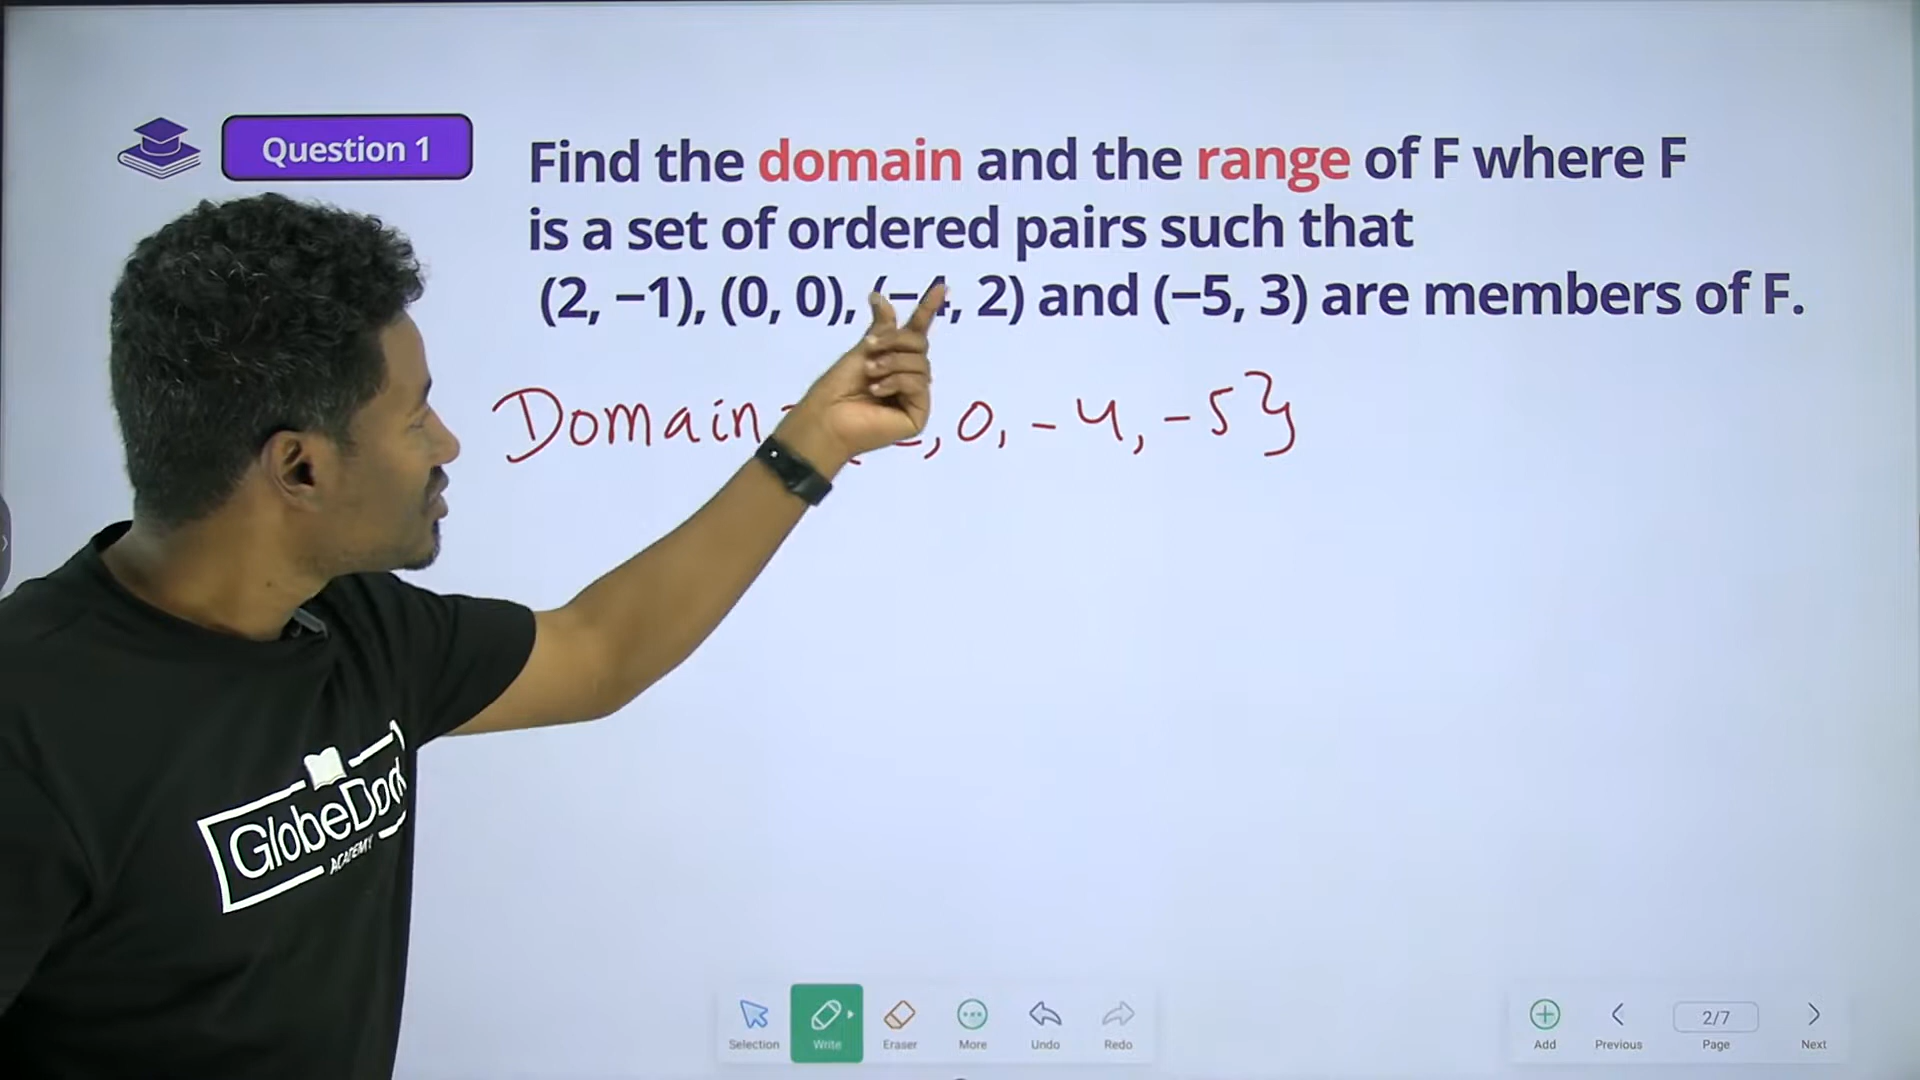 Question 1
Find the domain and the range of F where F
is a set of ordered pairs such that
(2, −1), (0, 0), (−4, 2) and (−5, 3) are members of F.
Domain , 0, -4, -5}
GlobeDock
ACADEMY
Selection
Write
Eraser
More
Undo
Redo
Add
Previous
2/7
Page
Next